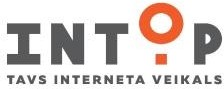 INTOP
TAVS INTERNETA VEIKALS